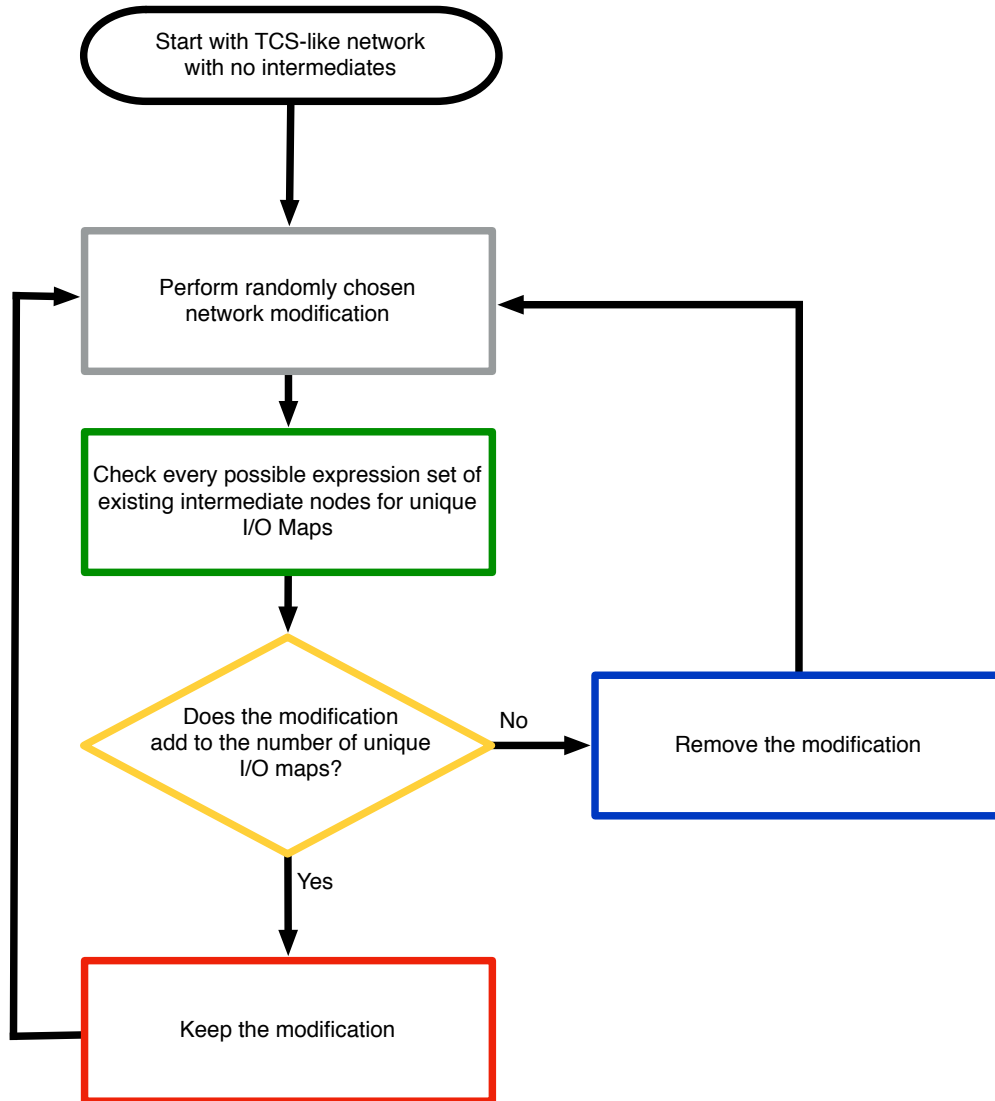 Start with TCS-like network
with no intermediates
Perform randomly chosen
network modification
Check every possible expression set of
existing intermediate nodes for unique
I/O Maps
Does the modification
add to the number of unique
I/O maps?
No
Remove the modification
Yes
Keep the modification